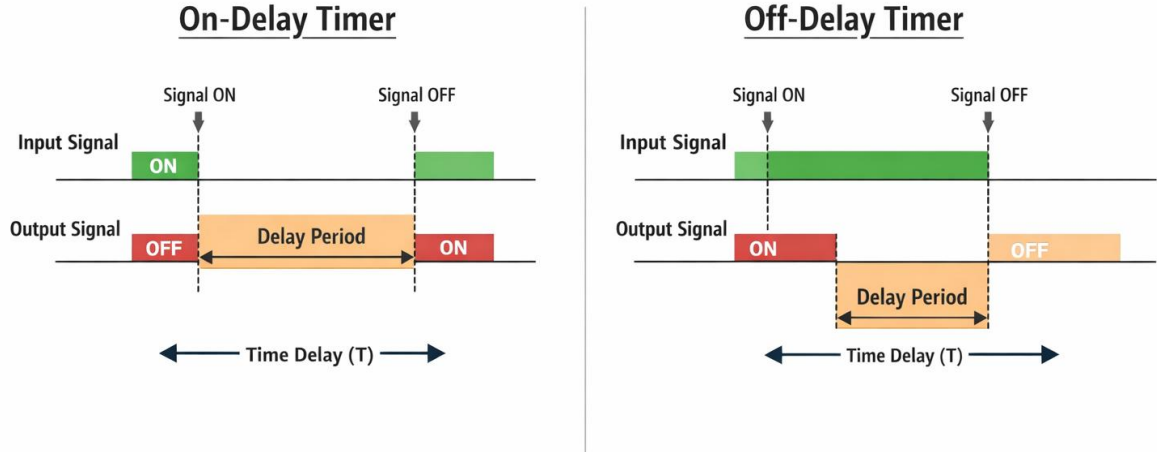 On-Delay Timer
Signal ON
Signal OFF
Input Signal
ON
Output Signal
OFF
Delay Period
ON
Time Delay (T)
Off-Delay Timer
Signal ON
Signal OFF
Input Signal
Output Signal
ON
OFF
Delay Period
Time Delay (T)